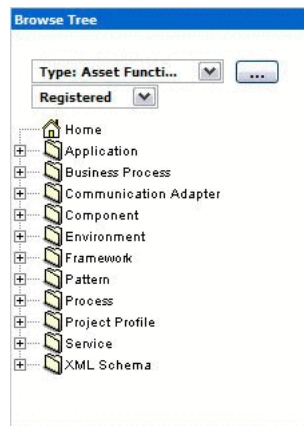 Browse Tree
Type: Asset Functi... ...
Registered
Home
Application
Business Process
Communication Adapter
Component
Environment
Framework
Pattern
Process
Project Profile
Service
XML Schema